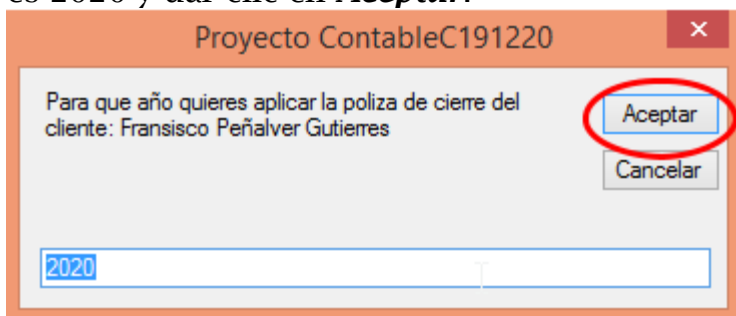 es 2020 y dar clic en Aceptar.
Proyecto ContableC191220
Para que año quieres aplicar la poliza de cierre del
cliente: Fransisco Peñalver Gutierres
Aceptar
Cancelar
2020